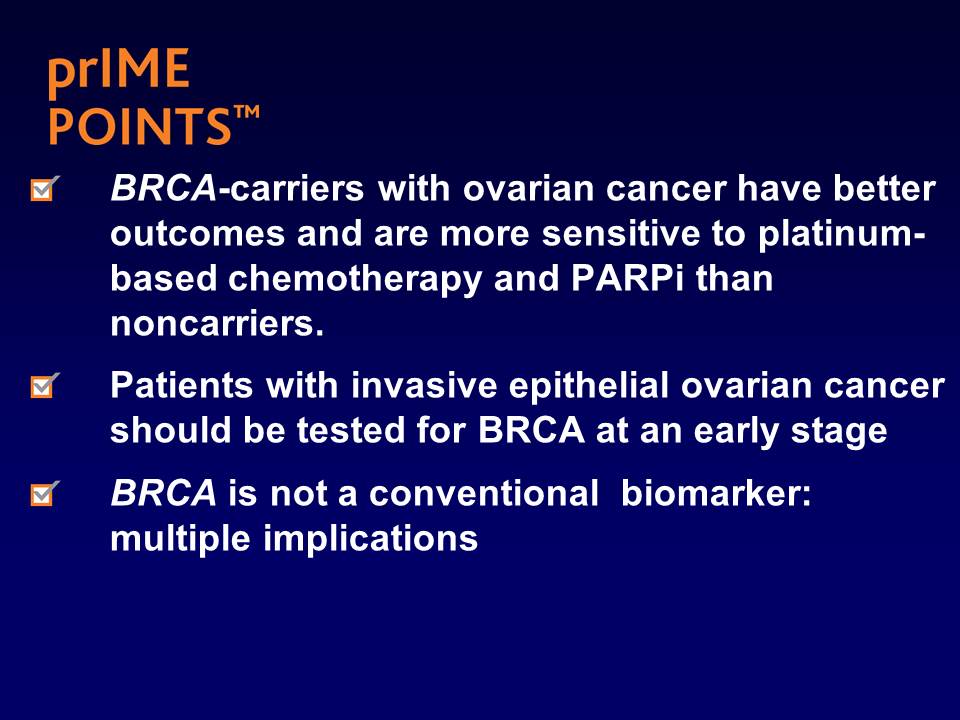 prIME
POINTS™
BRCA-carriers with ovarian cancer have better
outcomes and are more sensitive to platinum-
based chemotherapy and PARPi than
noncarriers.
Patients with invasive epithelial ovarian cancer
should be tested for BRCA at an early stage
BRCA is not a conventional  biomarker:
multiple implications